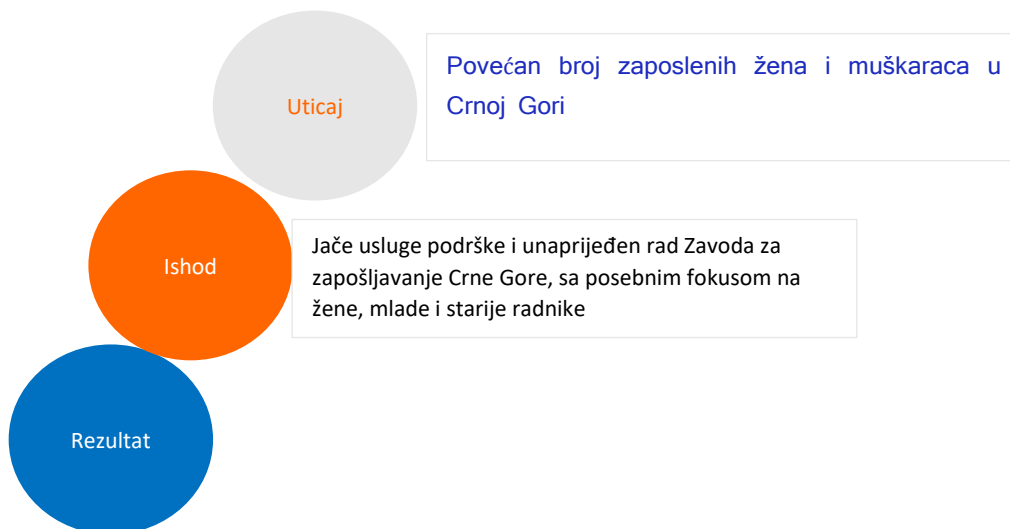 Uticaj
Povećan broj zaposlenih žena i muškaraca u
Crnoj Gori
Ishod
Jače usluge podrške i unaprijeđen rad Zavoda za
zapošljavanje Crne Gore, sa posebnim fokusom na
žene, mlade i starije radnike
Rezultat